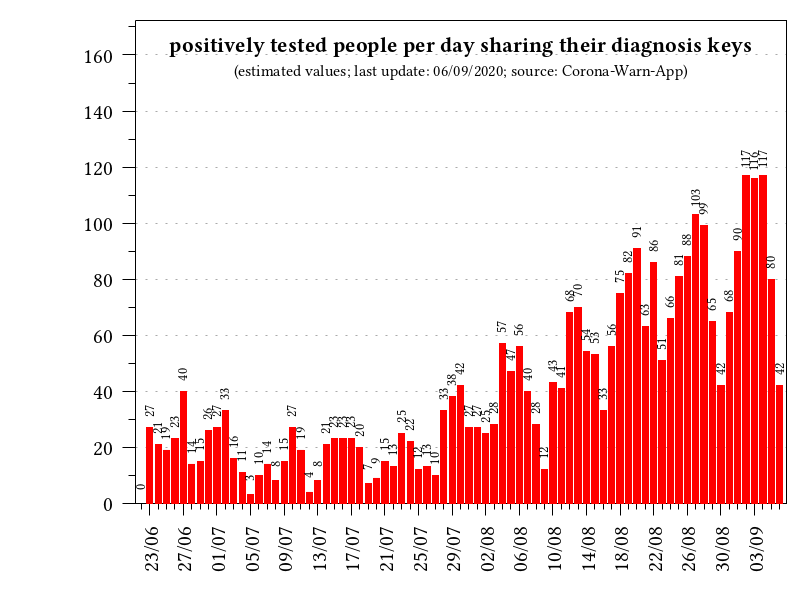 positively tested people per day sharing their diagnosis keys
(estimated values; last update: 06/09/2020; source: Corona-Warn-App)
160
140
120
100
80
60
40
20
0
0 27 21 19 23 40 14 15 26 27 33 16 11 3 10 14 8 15 27 19 4 8 21 23 23 23 20 7 9 15 13 25 22 12 13 10 33 38 42 27 27 25 28 57 47 56 40 28 12 43 41 68 70 54 53 33 56 75 82 91 63 86 51 66 81 88 103 99 65 42 68 90 117 116 117 80 42
23/06 27/06 01/07 05/07 09/07 13/07 17/07 21/07 25/07 29/07 02/08 06/08 10/08 14/08 18/08 22/08 26/08 30/08 03/09